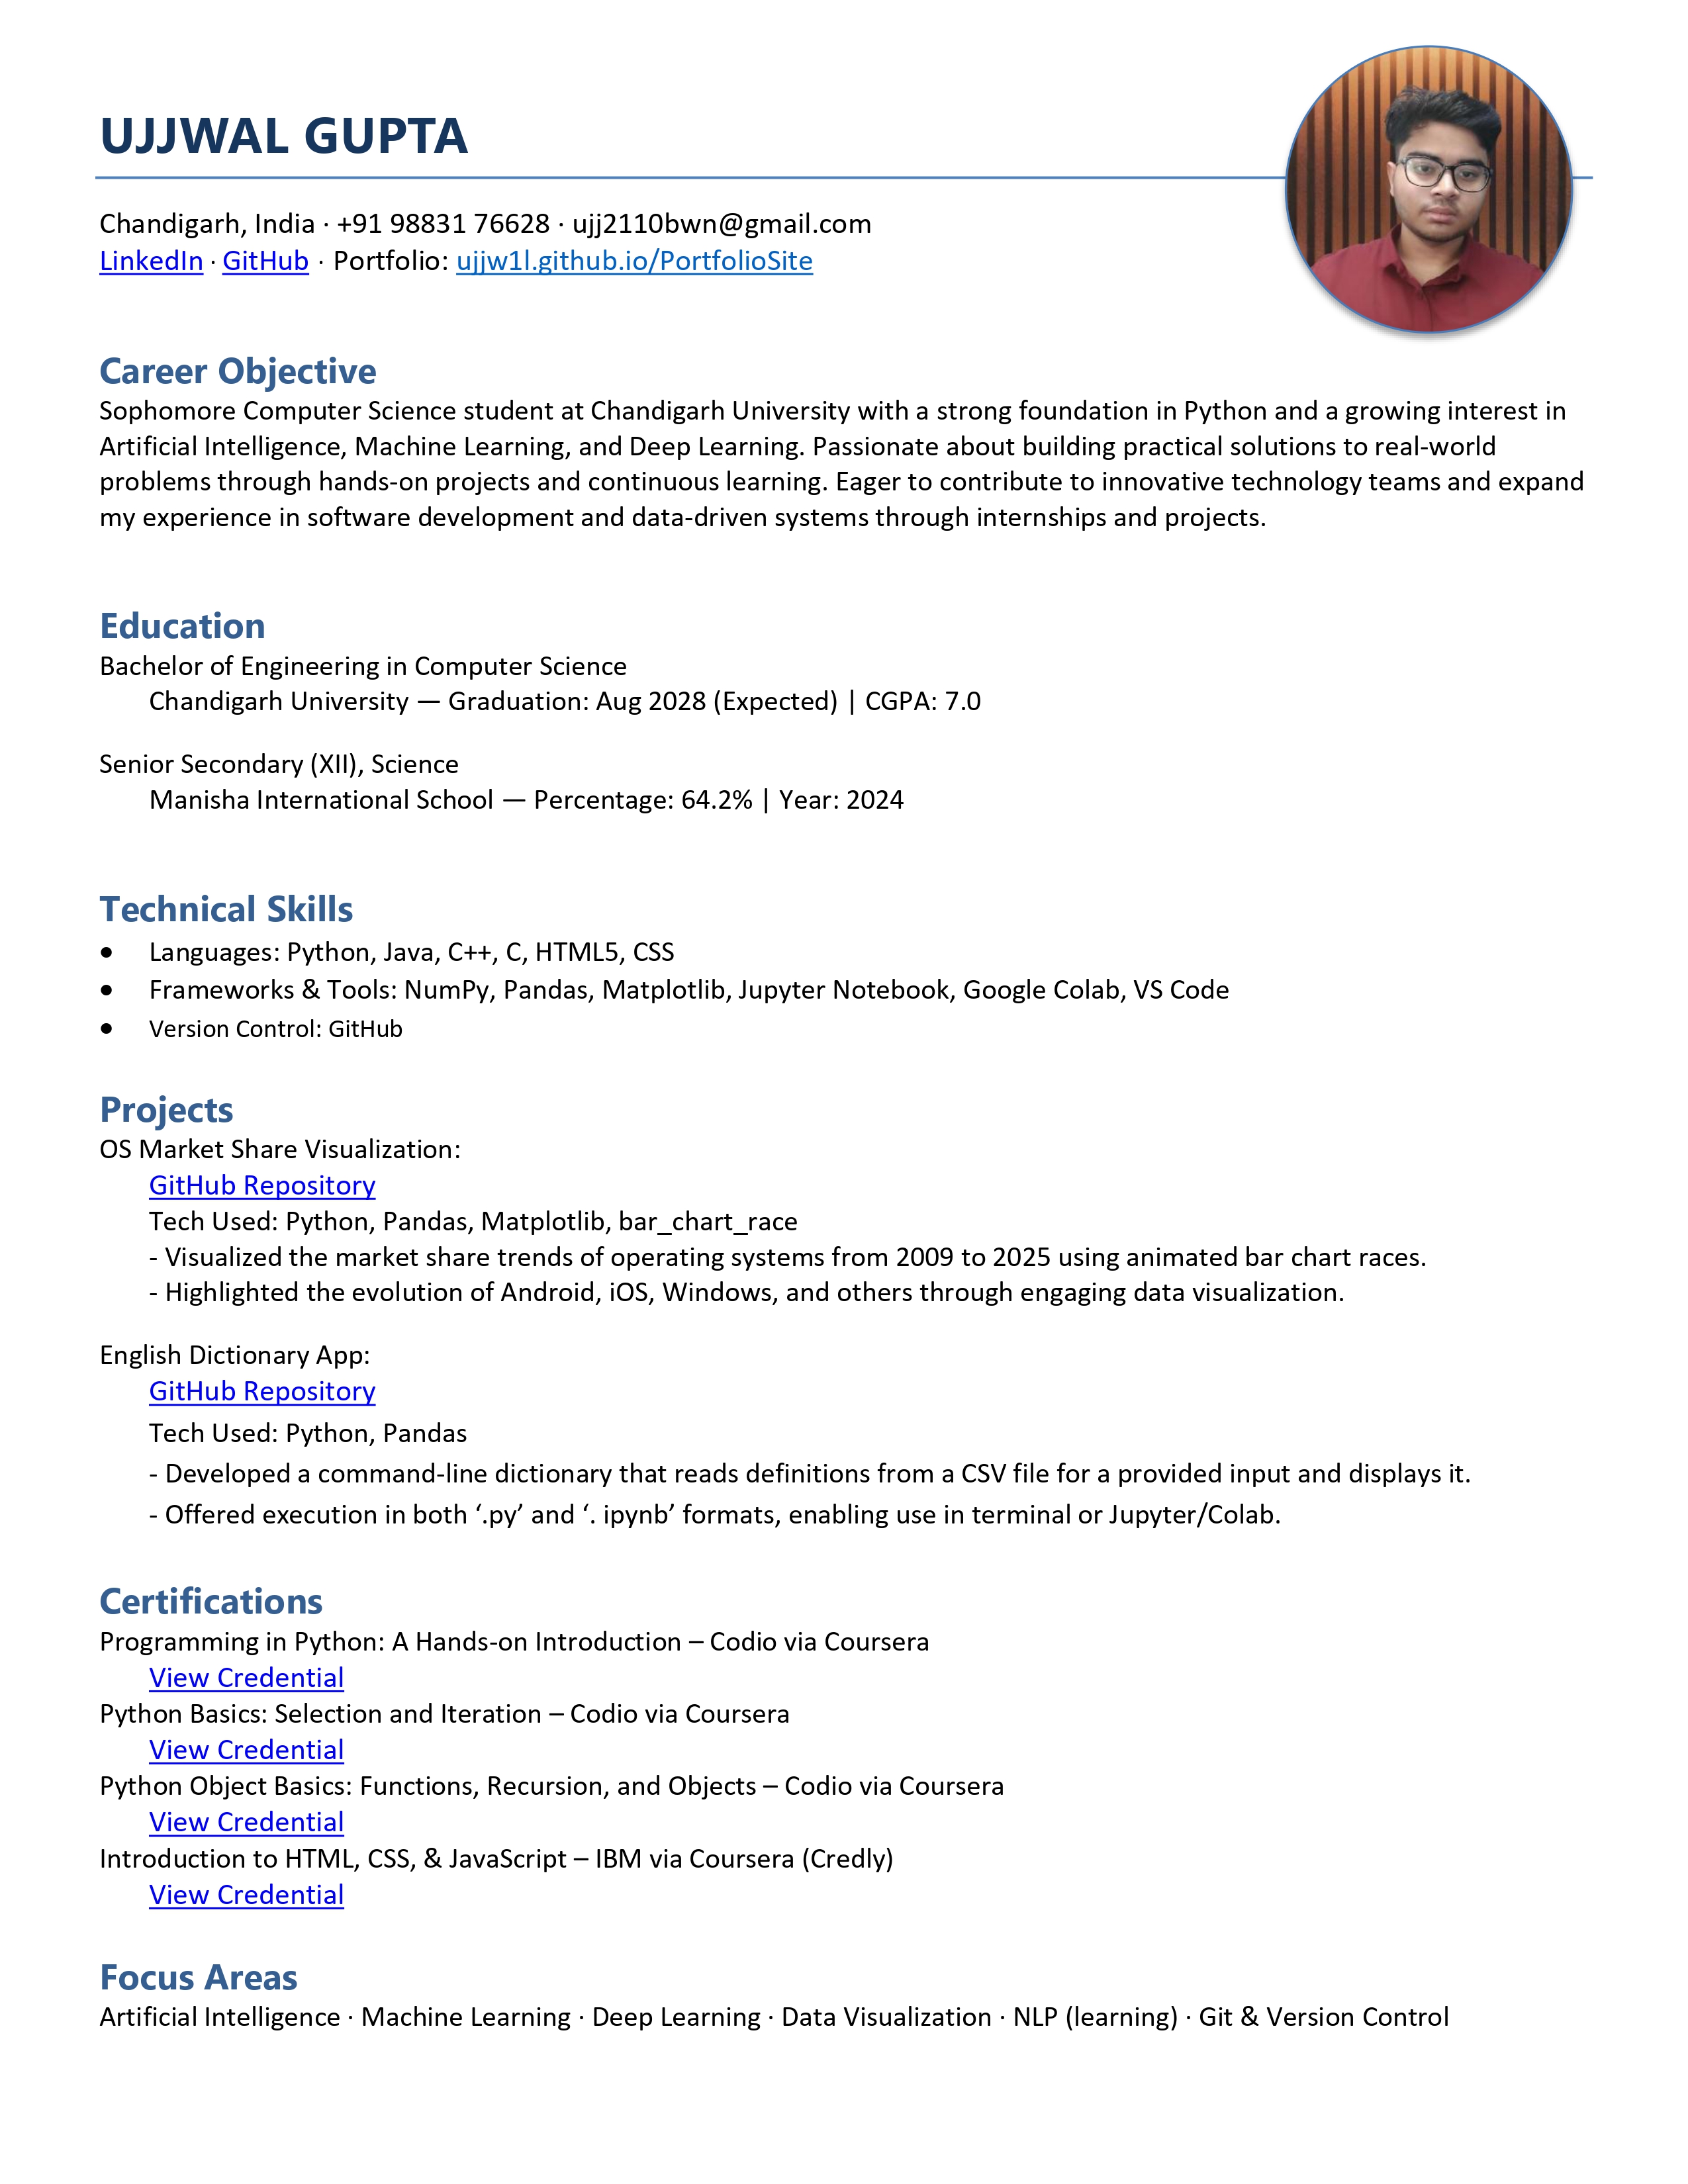 UJJWAL GUPTA
Chandigarh, India · +91 98831 76628 · ujj2110bwn@gmail.com
LinkedIn · GitHub · Portfolio: ujjw1l.github.io/PortfolioSite
Career Objective
Sophomore Computer Science student at Chandigarh University with a strong foundation in Python and a growing interest in
Artificial Intelligence, Machine Learning, and Deep Learning. Passionate about building practical solutions to real-world
problems through hands-on projects and continuous learning. Eager to contribute to innovative technology teams and expand
my experience in software development and data-driven systems through internships and projects.
Education
Bachelor of Engineering in Computer Science
Chandigarh University — Graduation: Aug 2028 (Expected) | CGPA: 7.0
Senior Secondary (XII), Science
Manisha International School — Percentage: 64.2% | Year: 2024
Technical Skills
● Languages: Python, Java, C++, C, HTML5, CSS
● Frameworks & Tools: NumPy, Pandas, Matplotlib, Jupyter Notebook, Google Colab, VS Code
● Version Control: GitHub
Projects
OS Market Share Visualization:
GitHub Repository
Tech Used: Python, Pandas, Matplotlib, bar_chart_race
- Visualized the market share trends of operating systems from 2009 to 2025 using animated bar chart races.
- Highlighted the evolution of Android, iOS, Windows, and others through engaging data visualization.
English Dictionary App:
GitHub Repository
Tech Used: Python, Pandas
- Developed a command-line dictionary that reads definitions from a CSV file for a provided input and displays it.
- Offered execution in both ‘.py’ and ‘. ipynb’ formats, enabling use in terminal or Jupyter/Colab.
Certifications
Programming in Python: A Hands-on Introduction – Codio via Coursera
View Credential
Python Basics: Selection and Iteration – Codio via Coursera
View Credential
Python Object Basics: Functions, Recursion, and Objects – Codio via Coursera
View Credential
Introduction to HTML, CSS, & JavaScript – IBM via Coursera (Credly)
View Credential
Focus Areas
Artificial Intelligence · Machine Learning · Deep Learning · Data Visualization · NLP (learning) · Git & Version Control